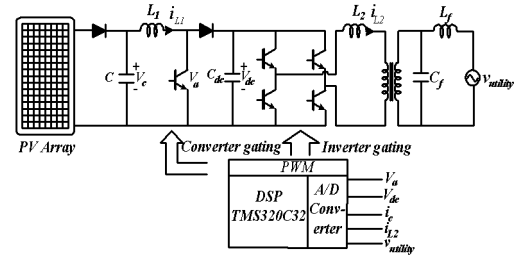 L1 iL1 L2 iL2 Lf
C + Vc - Va Cdc + Vdc - Cf vutility
PV Array
Converter gating Inverter gating
PWM
DSP TMS320C32
A/D Conv-erter
Va
Vdc
ic
iL2
vutility